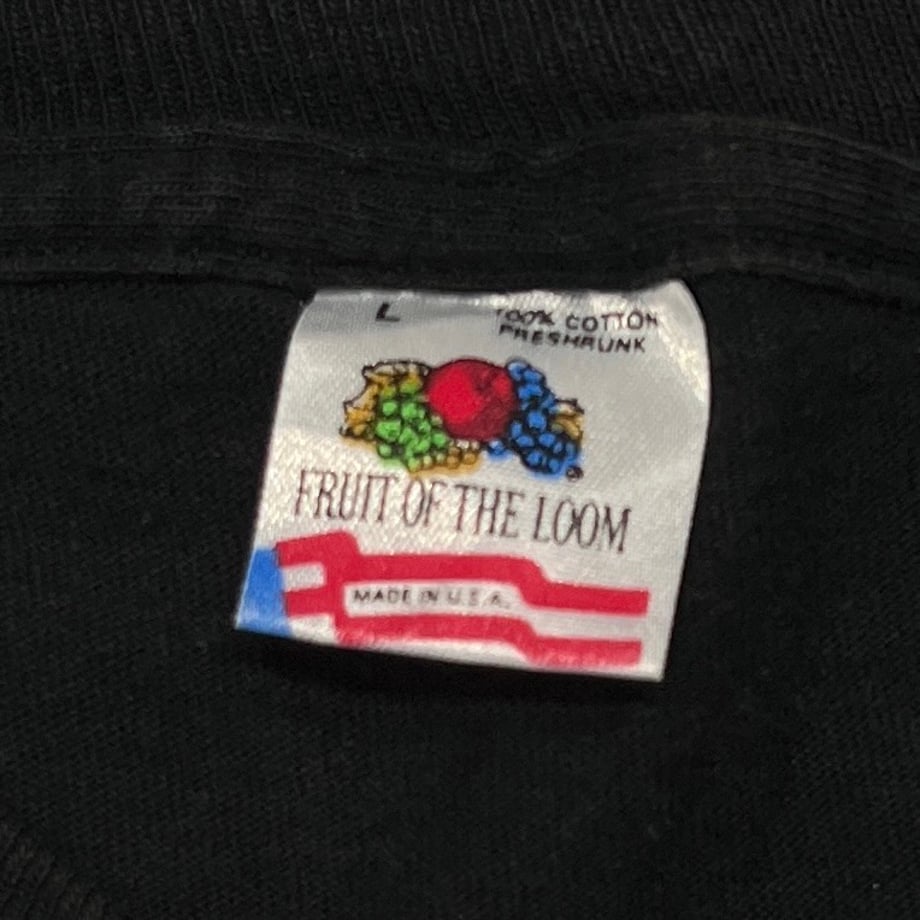 L
100% COTTON
PRESHRUNK
FRUIT OF THE LOOM
MADE IN U.S.A.